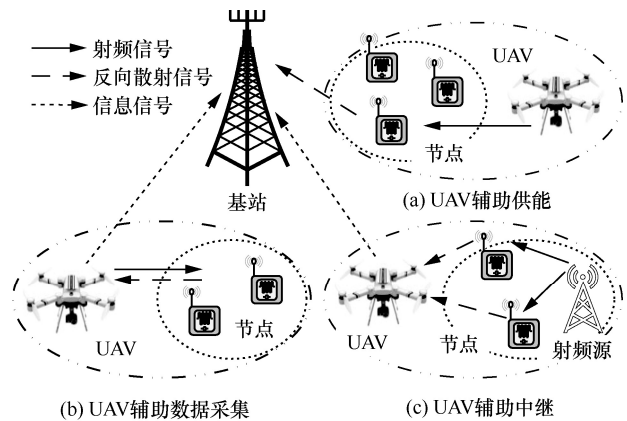 射频信号
反向散射信号
信息信号
基站
UAV
节点
(a) UAV辅助供能
UAV
节点
(b) UAV辅助数据采集
UAV
节点
射频源
(c) UAV辅助中继